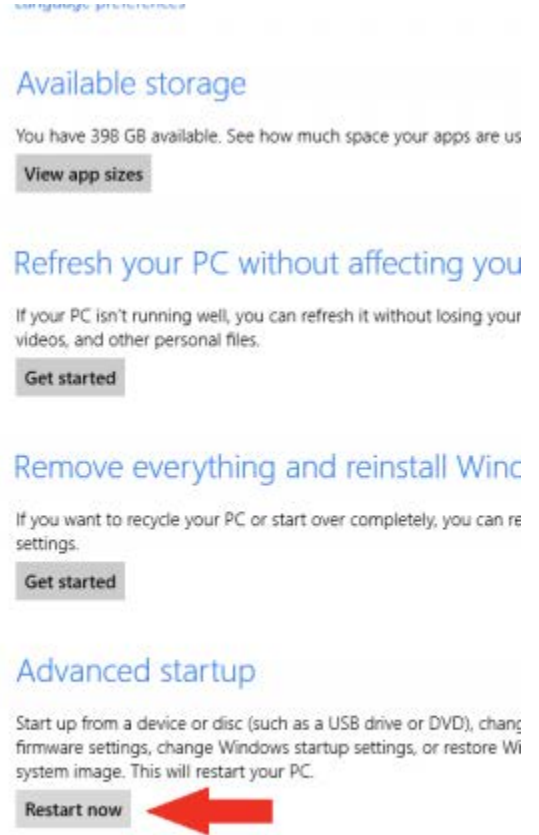 Language preferences
Available storage
You have 398 GB available. See how much space your apps are us
View app sizes
Refresh your PC without affecting you
If your PC isn't running well, you can refresh it without losing your
videos, and other personal files.
Get started
Remove everything and reinstall Winc
If you want to recycle your PC or start over completely, you can re
settings.
Get started
Advanced startup
Start up from a device or disc (such as a USB drive or DVD), chang
firmware settings, change Windows startup settings, or restore Wi
system image. This will restart your PC.
Restart now